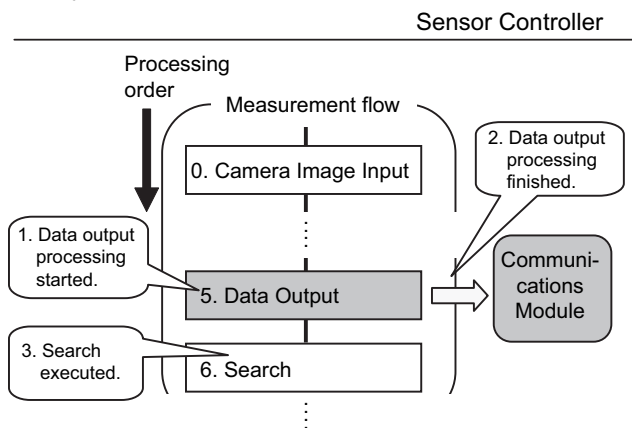 Sensor Controller
Processing
order
Measurement flow
0. Camera Image Input
2. Data output
processing
finished.
1. Data output
processing
started.
5. Data Output
Communi-
cations
Module
3. Search
executed.
6. Search